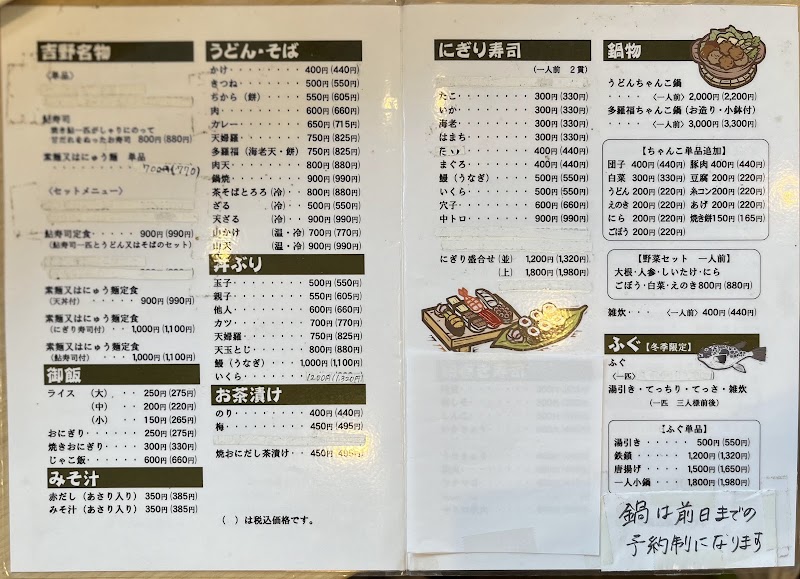 吉野名物
〈単品〉
鮎寿司
焼き鮎一匹がしゃりにのって
甘だれをぬったお寿司 800円(880円)
素麺又はにゅう麺 単品
700円(770)
〈セットメニュー〉
鮎寿司定食・・・・・・900円(990円)
(鮎寿司一匹とうどん又はそばのセット)
素麺又はにゅう麺定食
(天丼付)・・・・・・900円(990円)
素麺又はにゅう麺定食
(にぎり寿司付)・・・1,000円(1,100円)
素麺又はにゅう麺定食
(鮎寿司付)・・・・1,000円(1,100円)
御飯
ライス (大)・・・250円(275円)
(中)・・・200円(220円)
(小)・・・150円(265円)
おにぎり・・・・・・250円(275円)
焼きおにぎり・・・・300円(330円)
じゃこ飯・・・・・・600円(660円)
みそ汁
赤だし(あさり入り) 350円(385円)
みそ汁(あさり入り) 350円(385円)
うどん・そば
かけ・・・・・・・400円(440円)
きつね・・・・・・500円(550円)
ちから(餅)・・・・550円(605円)
肉・・・・・・・・600円(660円)
カレー・・・・・・650円(715円)
天婦羅・・・・・・750円(825円)
多羅福(海老天・餅)・750円(825円)
肉天・・・・・・・800円(880円)
鍋焼・・・・・・・900円(990円)
茶そばとろろ(冷)・・800円(880円)
ざる (冷)・・500円(550円)
天ざる (冷)・・900円(990円)
山かけ (温・冷)700円(770円)
山天 (温・冷)900円(990円)
丼ぶり
玉子・・・・・・・500円(550円)
親子・・・・・・・550円(605円)
他人・・・・・・・600円(660円)
カツ・・・・・・・700円(770円)
天婦羅・・・・・・750円(825円)
天玉とじ・・・・・800円(880円)
鰻(うなぎ)・・・・1,000円(1,100円)
いくら・・・・・・1200円(1,320円)
お茶漬け
のり・・・・・・・400円(440円)
梅・・・・・・・・450円(495円)
焼おにだし茶漬け・・450円(495円)
( )は税込価格です。
にぎり寿司
(一人前 2貫)
たこ・・・・・・・300円(330円)
いか・・・・・・・300円(330円)
海老・・・・・・・300円(330円)
はまち・・・・・・300円(330円)
・・・・・・・400円(440円)
まぐろ・・・・・・400円(440円)
鰻(うなぎ)・・・・500円(550円)
いくら・・・・・・500円(550円)
穴子・・・・・・・600円(660円)
中トロ・・・・・・900円(990円)
にぎり盛合せ(並) 1,200円(1,320円)
(上) 1,800円(1,980円)
鍋物
うどんちゃんこ鍋
・・・・〈一人前〉2,000円(2,200円)
多羅福ちゃんこ鍋(お造り・小鉢付)
・・・・〈一人前〉3,000円(3,300円)
【ちゃんこ単品追加】
団子 400円(440円) 豚肉 400円(440円)
白菜 300円(330円) 豆腐 200円(220円)
うどん 200円(220円) 糸コン 200円(220円)
えのき 200円(220円) あげ 200円(220円)
にら 200円(220円) 焼き餅 150円(165円)
ごぼう 200円(220円)
【野菜セット 一人前】
大根・人参・しいたけ・にら
ごぼう・白菜・えのき800円(880円)
雑炊・・・〈一人前〉400円(440円)
ふぐ【冬季限定】
ふぐ
〈一匹〉
湯引き・てっちり・てっさ・雑炊
(一匹 三人様前後)
【ふぐ単品】
湯引き・・・・・500円(550円)
鉄鎖・・・・・1,200円(1,320円)
唐揚げ・・・・1,500円(1,650円)
一人小鍋・・・1,800円(1,980円)
鍋は前日までの
予約制になります